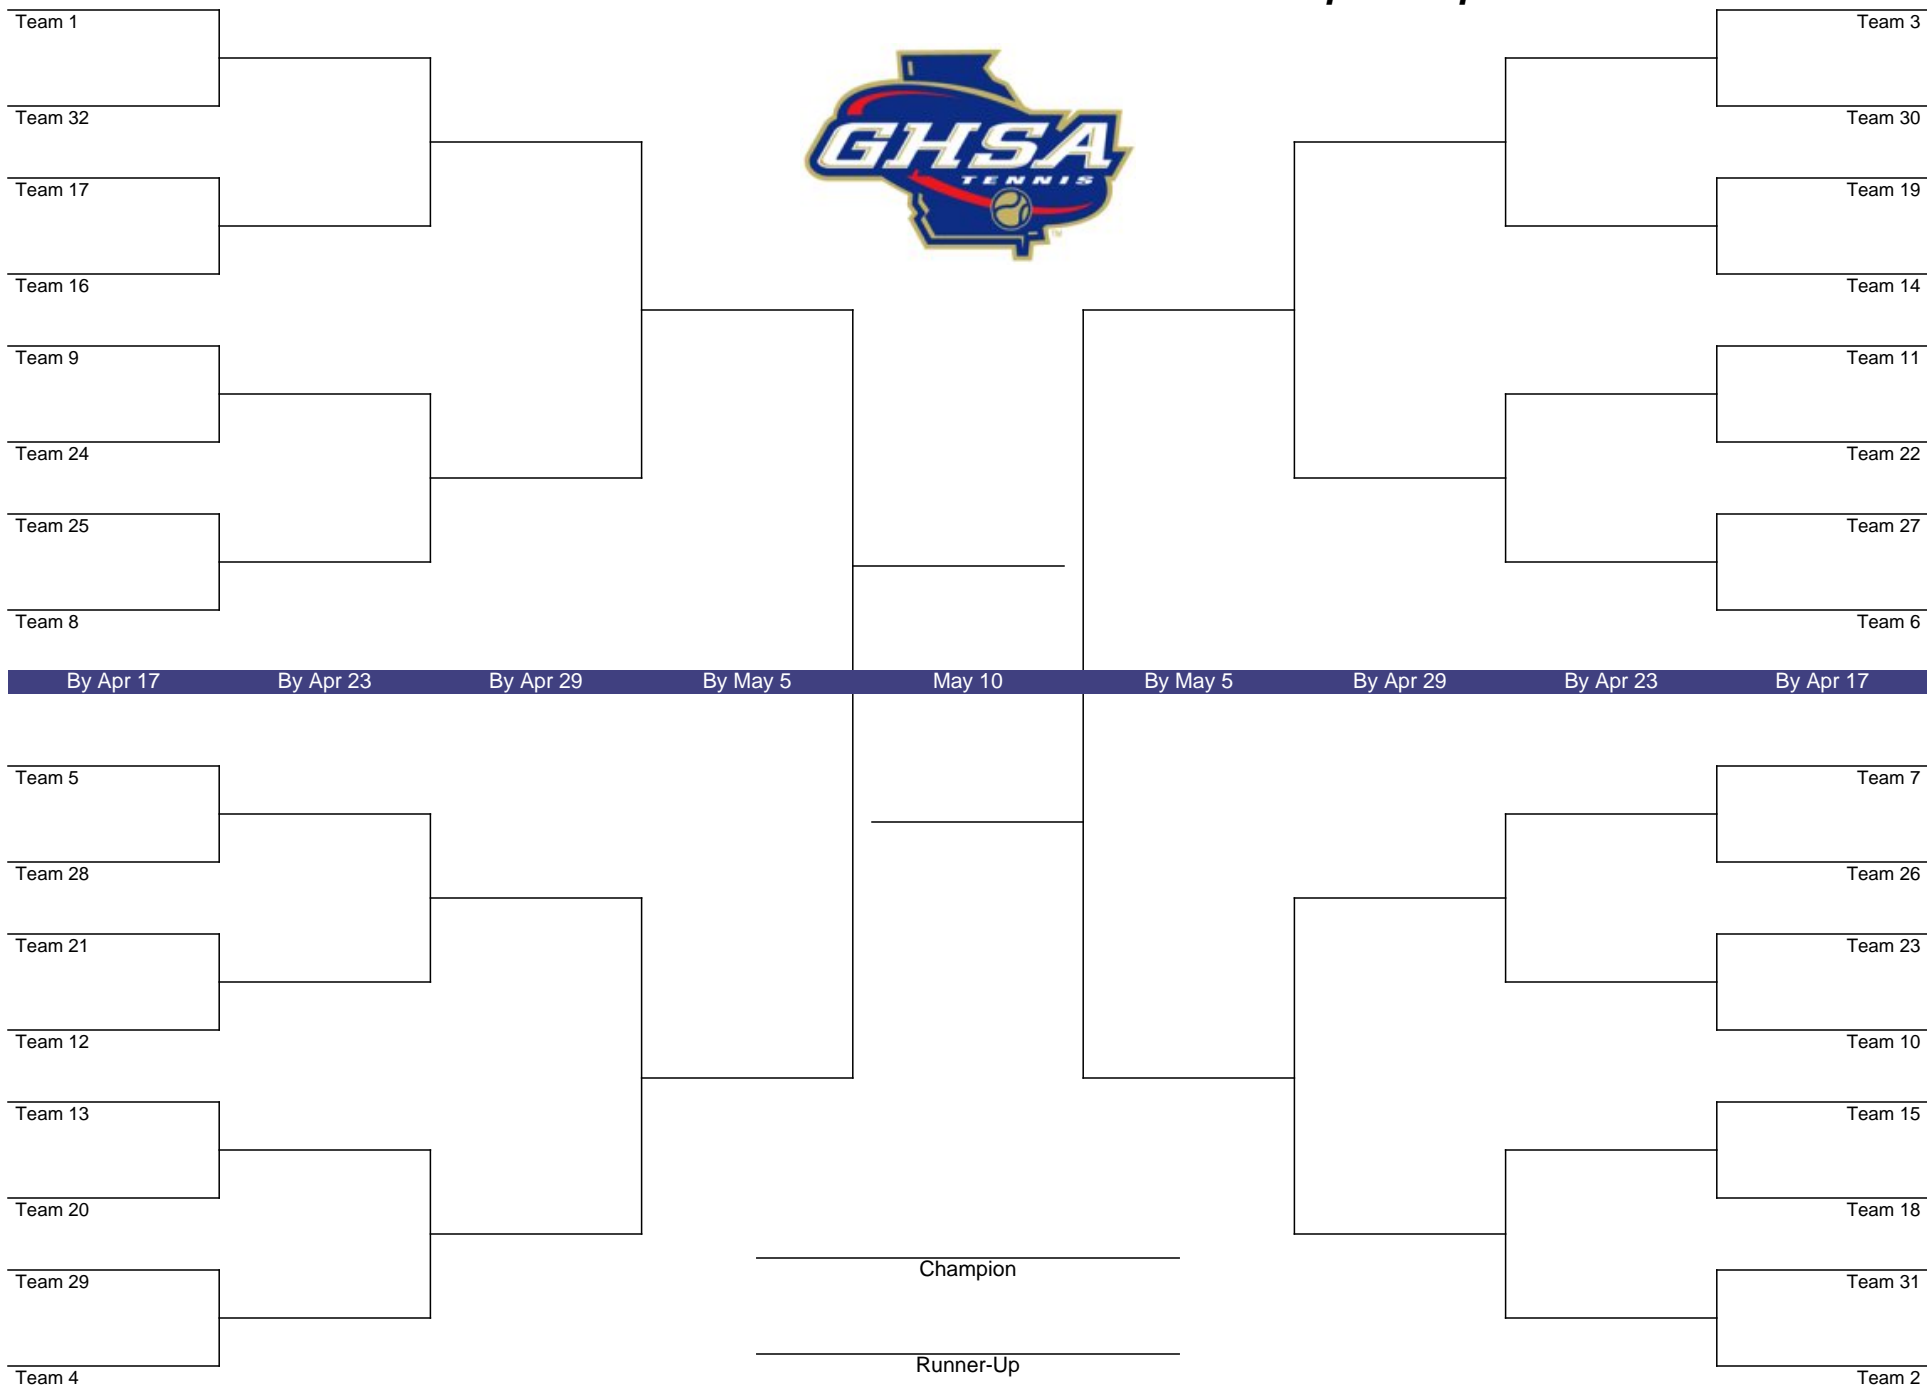 Team 1
Team 32
Team 17
Team 16
Team 9
Team 24
Team 25
Team 8
GHSA
TENNIS
TM
Team 3
Team 30
Team 19
Team 14
Team 11
Team 22
Team 27
Team 6
By Apr 17 By Apr 23 By Apr 29 By May 5 May 10 By May 5 By Apr 29 By Apr 23 By Apr 17
Team 5
Team 28
Team 21
Team 12
Team 13
Team 20
Team 29
Team 4
Champion
Runner-Up
Team 7
Team 26
Team 23
Team 10
Team 15
Team 18
Team 31
Team 2